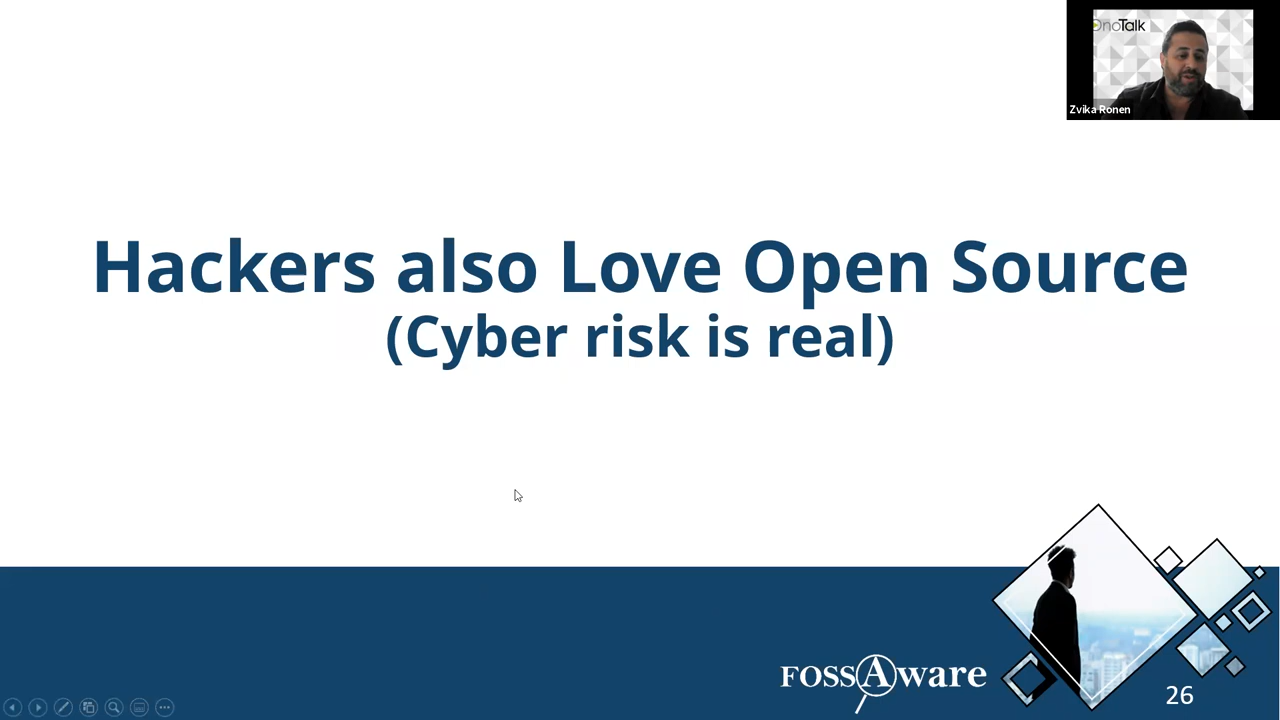 OnoTalk
Zvika Ronen
Hackers also Love Open Source
(Cyber risk is real)
FOSSAware
26